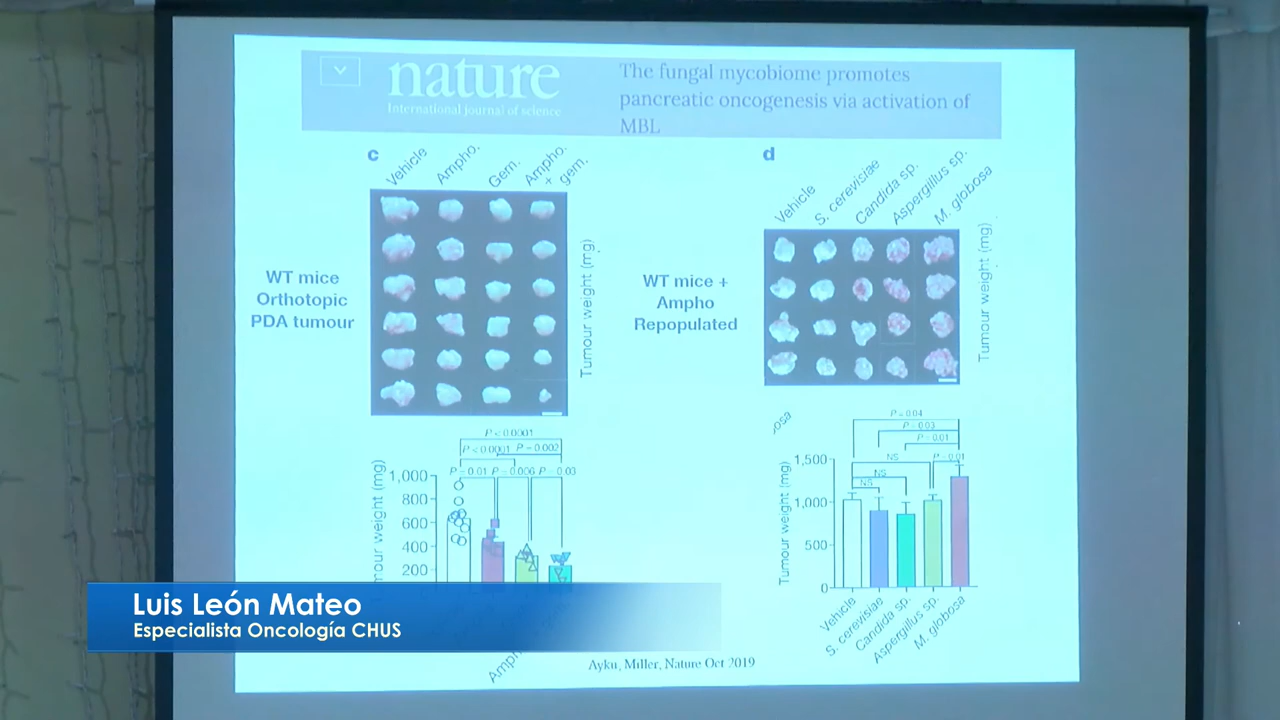 nature
International journal of science
The fungal mycobiome promotes
pancreatic oncogenesis via activation of
MBL
c
Vehicle
Ampho.
Gem.
Ampho.
+
gem.
WT mice
Orthotopic
PDA tumour
Tumour weight (mg)
d
Vehicle
S. cerevisiae
Candida sp.
Aspergillus sp.
M. globosa
WT mice +
Ampho
Repopulated
Tumour weight (mg)
P < 0.0001
P < 0.0001
P = 0.002
P = 0.01
P = 0.006
P = 0.03
1,000
800
600
400
200
P = 0.04
P = 0.03
P = 0.01
NS
P = 0.01
NS
NS
Tumour weight (mg)
1,500
1,000
500
0
Vehicle
S. cerevisiae
Candida sp.
Aspergillus sp.
M. globosa
Luis León Mateo
Especialista Oncología CHUS
Ayku, Miller, Nature Oct 2019